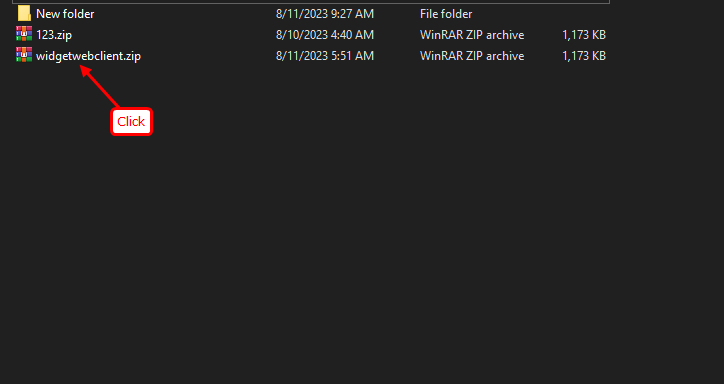 New folder 8/11/2023 9:27 AM File folder
123.zip 8/10/2023 4:40 AM WinRAR ZIP archive 1,173 KB
widgetwebclient.zip 8/11/2023 5:51 AM WinRAR ZIP archive 1,173 KB
Click